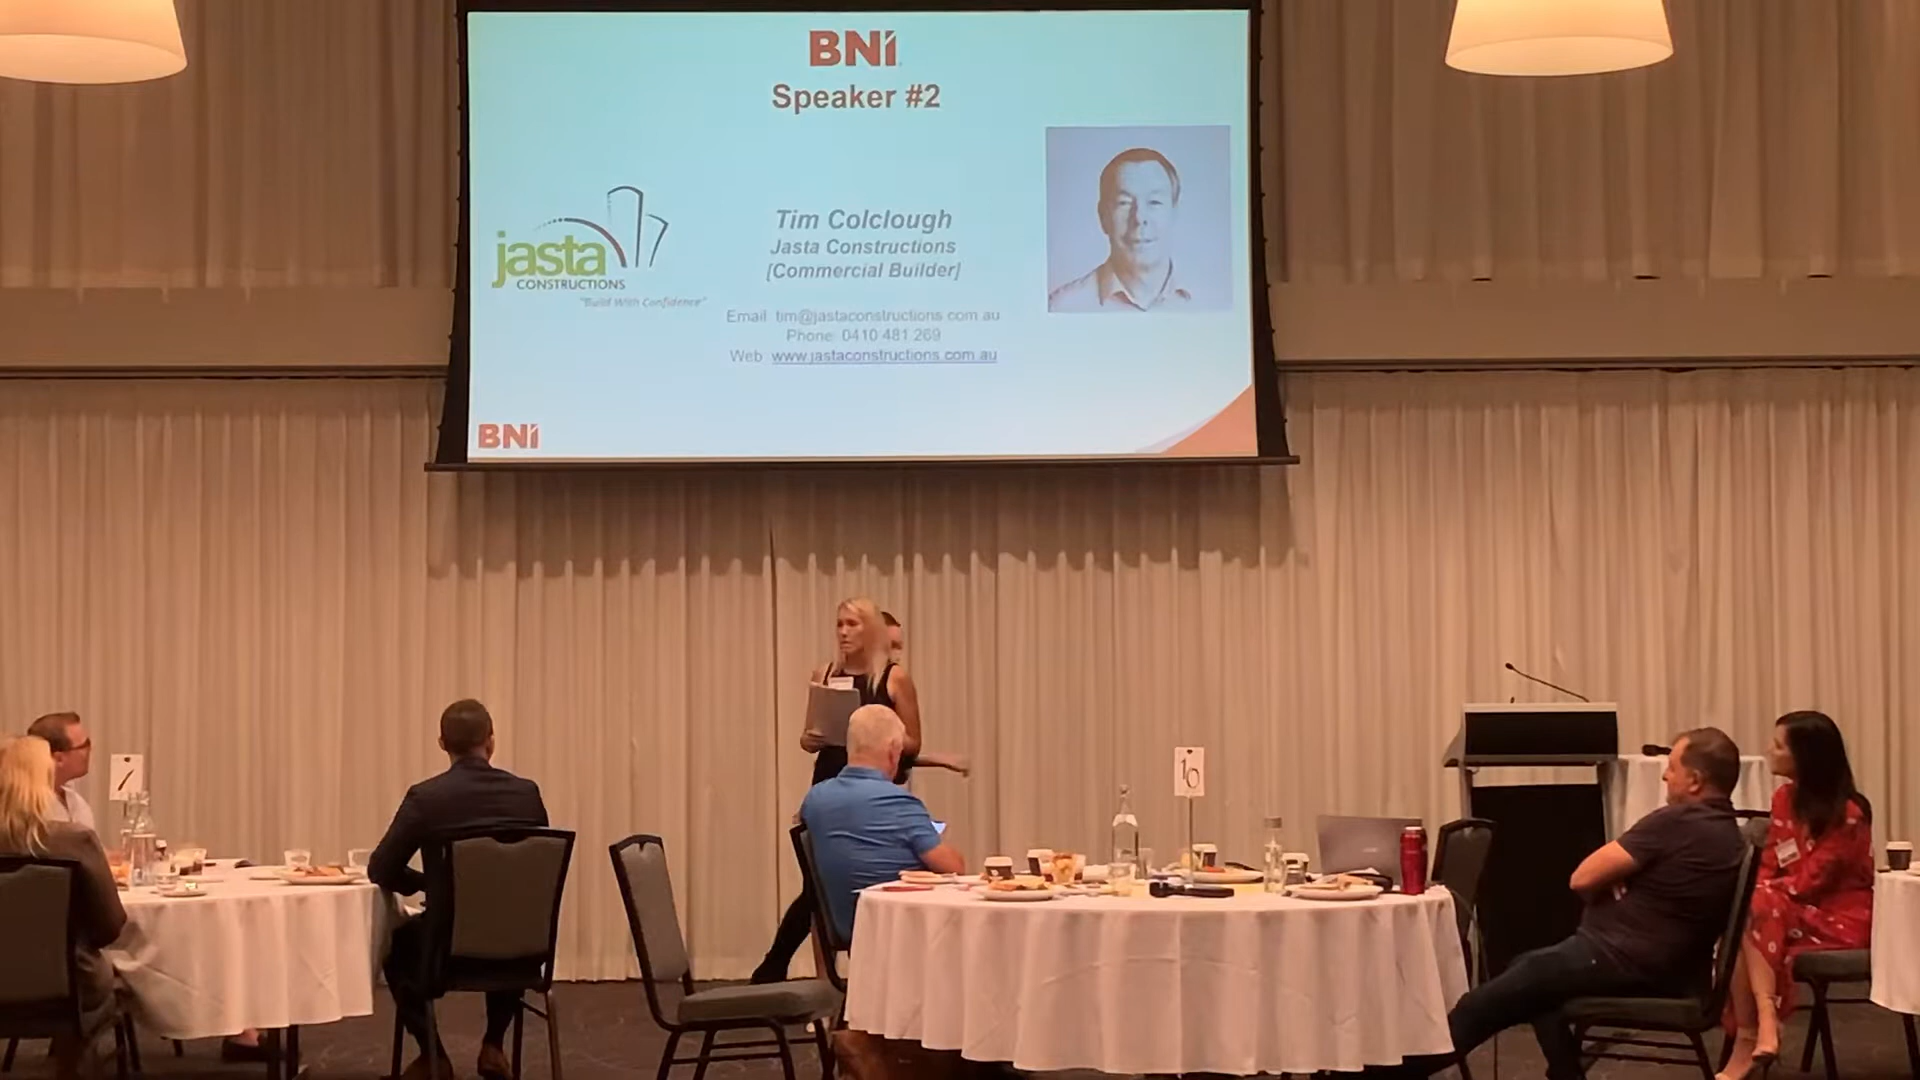 BNI
Speaker #2
jasta
CONSTRUCTIONS
"Build With Confidence"
Tim Colclough
Jasta Constructions
[Commercial Builder]
Email: tim@jastaconstructions.com.au
Phone: 0410 481 269
Web: www.jastaconstructions.com.au
BNI
1
10